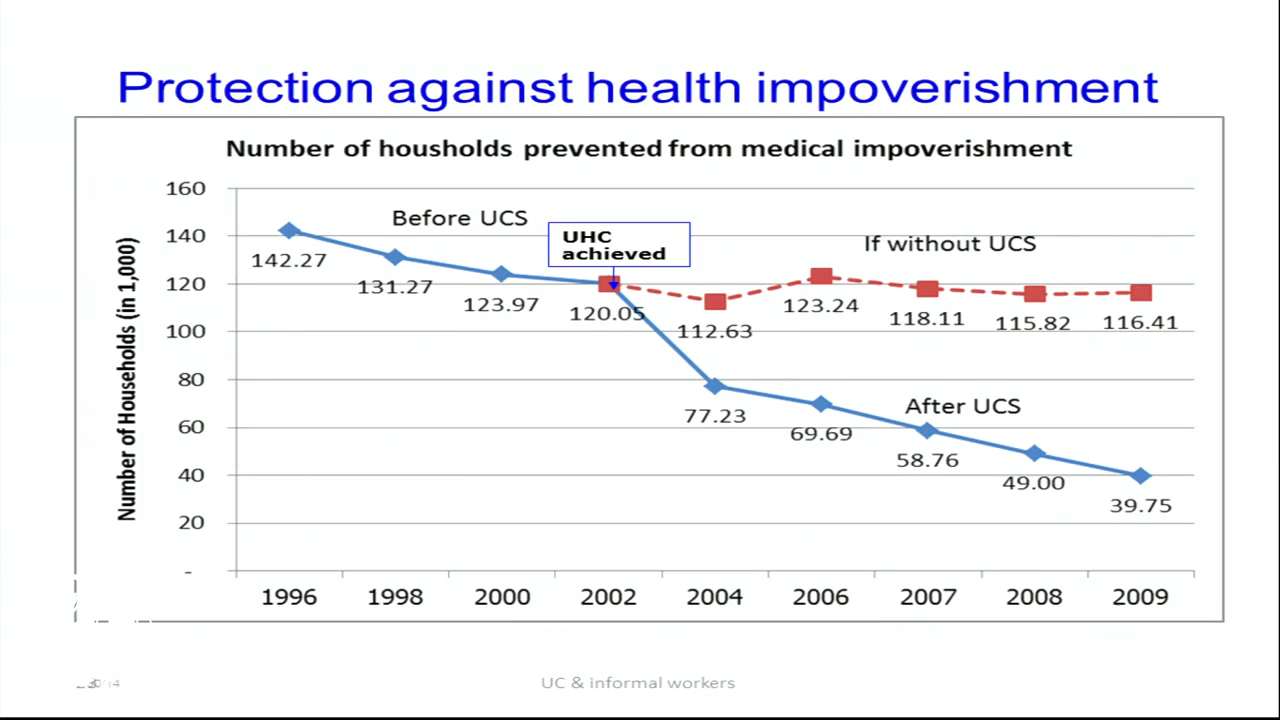 Protection against health impoverishment
Number of housholds prevented from medical impoverishment
Number of Households (in 1,000)
160
140
120
100
80
60
40
20
-
Before UCS
UHC
achieved
If without UCS
After UCS
142.27
131.27
123.97
120.05
112.63
123.24
118.11
115.82
116.41
77.23
69.69
58.76
49.00
39.75
1996 1998 2000 2002 2004 2006 2007 2008 2009
UC & informal workers